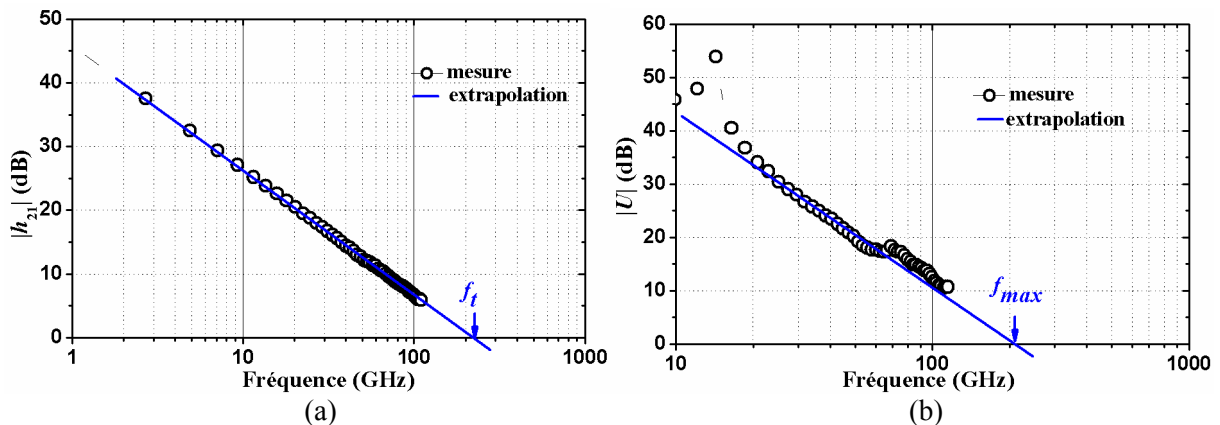 50
40
30
20
10
0
|h21| (dB)
mesure
extrapolation
ft
1 10 100 1000
Fréquence (GHz)
(a)
60
50
40
30
20
10
0
|U| (dB)
mesure
extrapolation
fmax
10 100 1000
Fréquence (GHz)
(b)